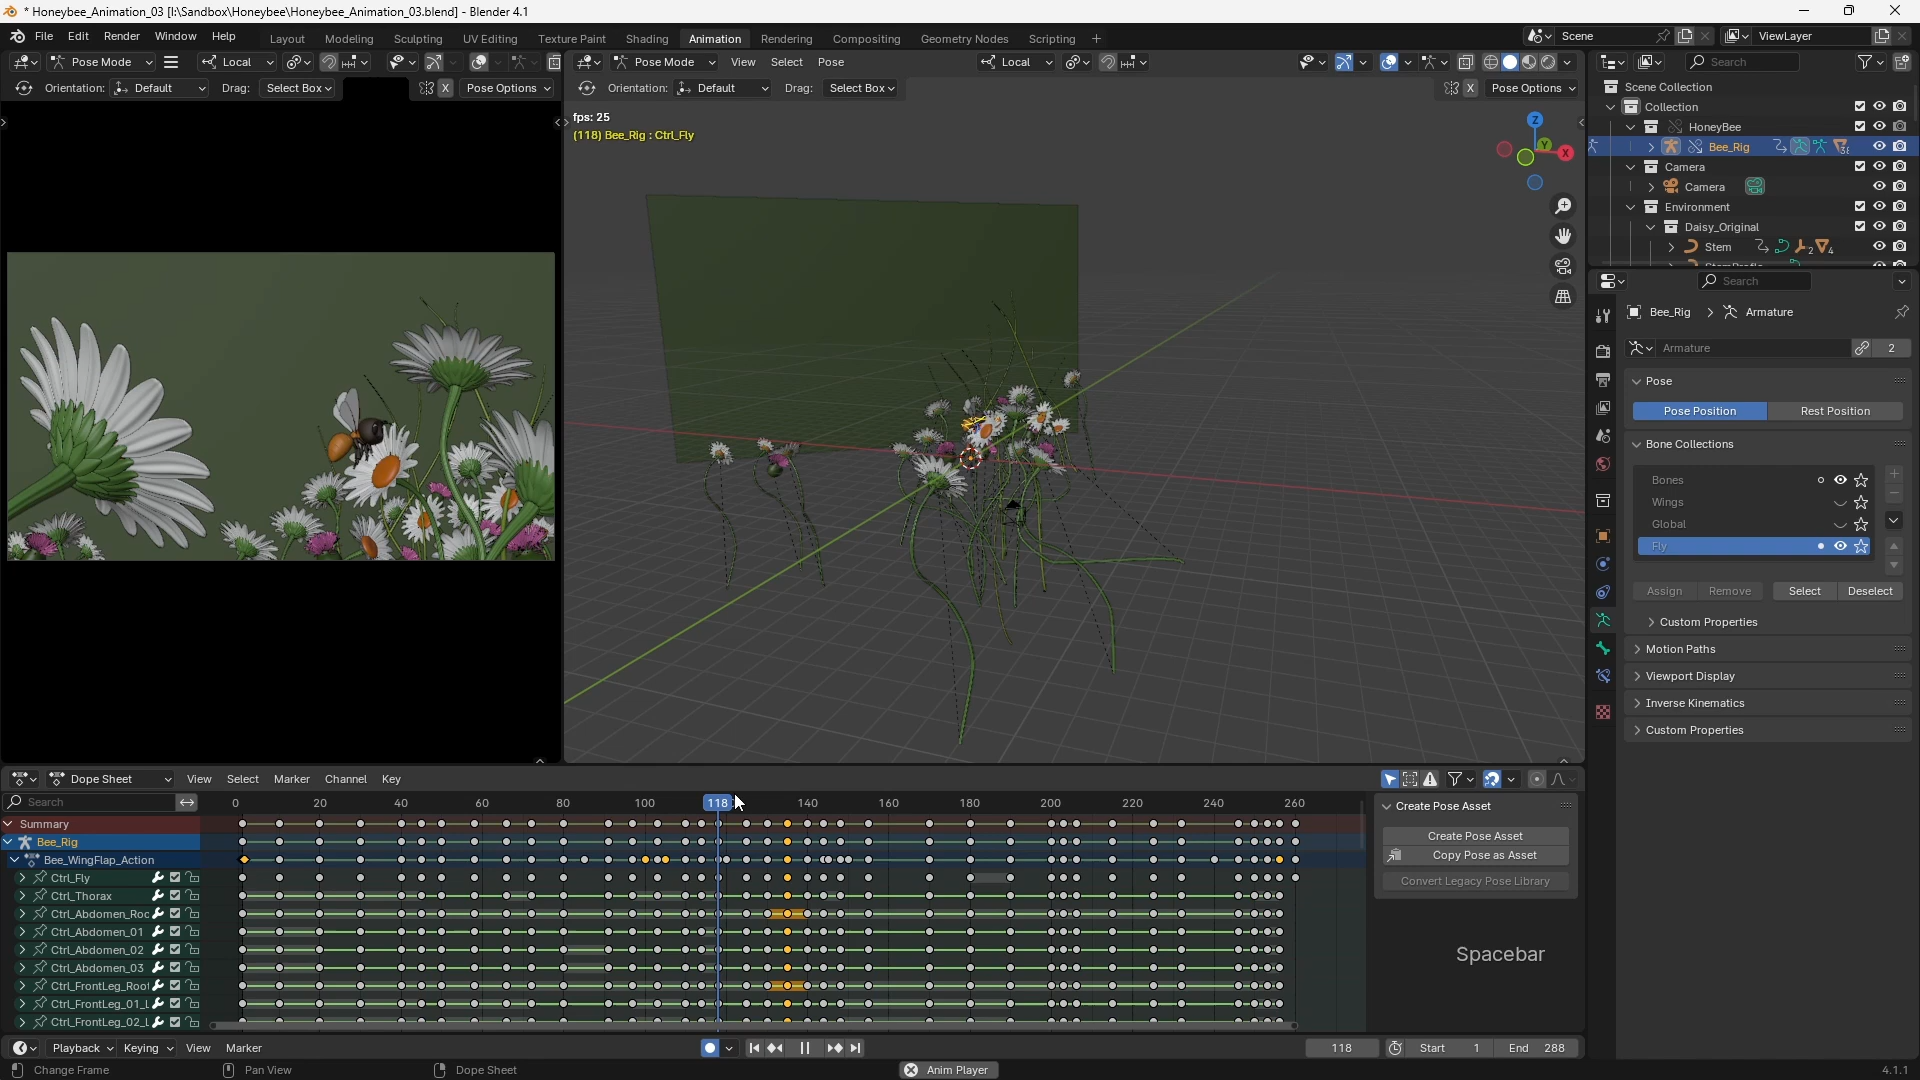 * Honeybee_Animation_03 [I:\Sandbox\Honeybee\Honeybee_Animation_03.blend] - Blender 4.1
File Edit Render Window Help Layout Modeling Sculpting UV Editing Texture Paint Shading Animation Rendering Compositing Geometry Nodes Scripting + Scene ViewLayer
Pose Mode Local Pose Mode View Select Pose Local Search
Orientation: Default Drag: Select Box X Pose Options Orientation: Default Drag: Select Box X Pose Options
Scene Collection
Collection
HoneyBee
Bee_Rig
Camera
Camera
Environment
Daisy_Original
Stem 2 4
fps: 25
(118) Bee_Rig : Ctrl_Fly
Z
Y
X
Search
Bee_Rig > Armature
Armature 2
Pose
Pose Position Rest Position
Bone Collections
Bones
Wings
Global
Fly
Assign Remove Select Deselect
Custom Properties
Motion Paths
Viewport Display
Inverse Kinematics
Custom Properties
Dope Sheet View Select Marker Channel Key
Search 0 20 40 60 80 100 118 140 160 180 200 220 240 260
Summary
Bee_Rig
Bee_WingFlap_Action
Ctrl_Fly
Ctrl_Thorax
Ctrl_Abdomen_Roo
Ctrl_Abdomen_01
Ctrl_Abdomen_02
Ctrl_Abdomen_03
Ctrl_FrontLeg_Root
Ctrl_FrontLeg_01_L
Ctrl_FrontLeg_02_L
Create Pose Asset
Create Pose Asset
Copy Pose as Asset
Convert Legacy Pose Library
Spacebar
Playback Keying View Marker 118 Start 1 End 288
Change Frame Pan View Dope Sheet Anim Player 4.1.1